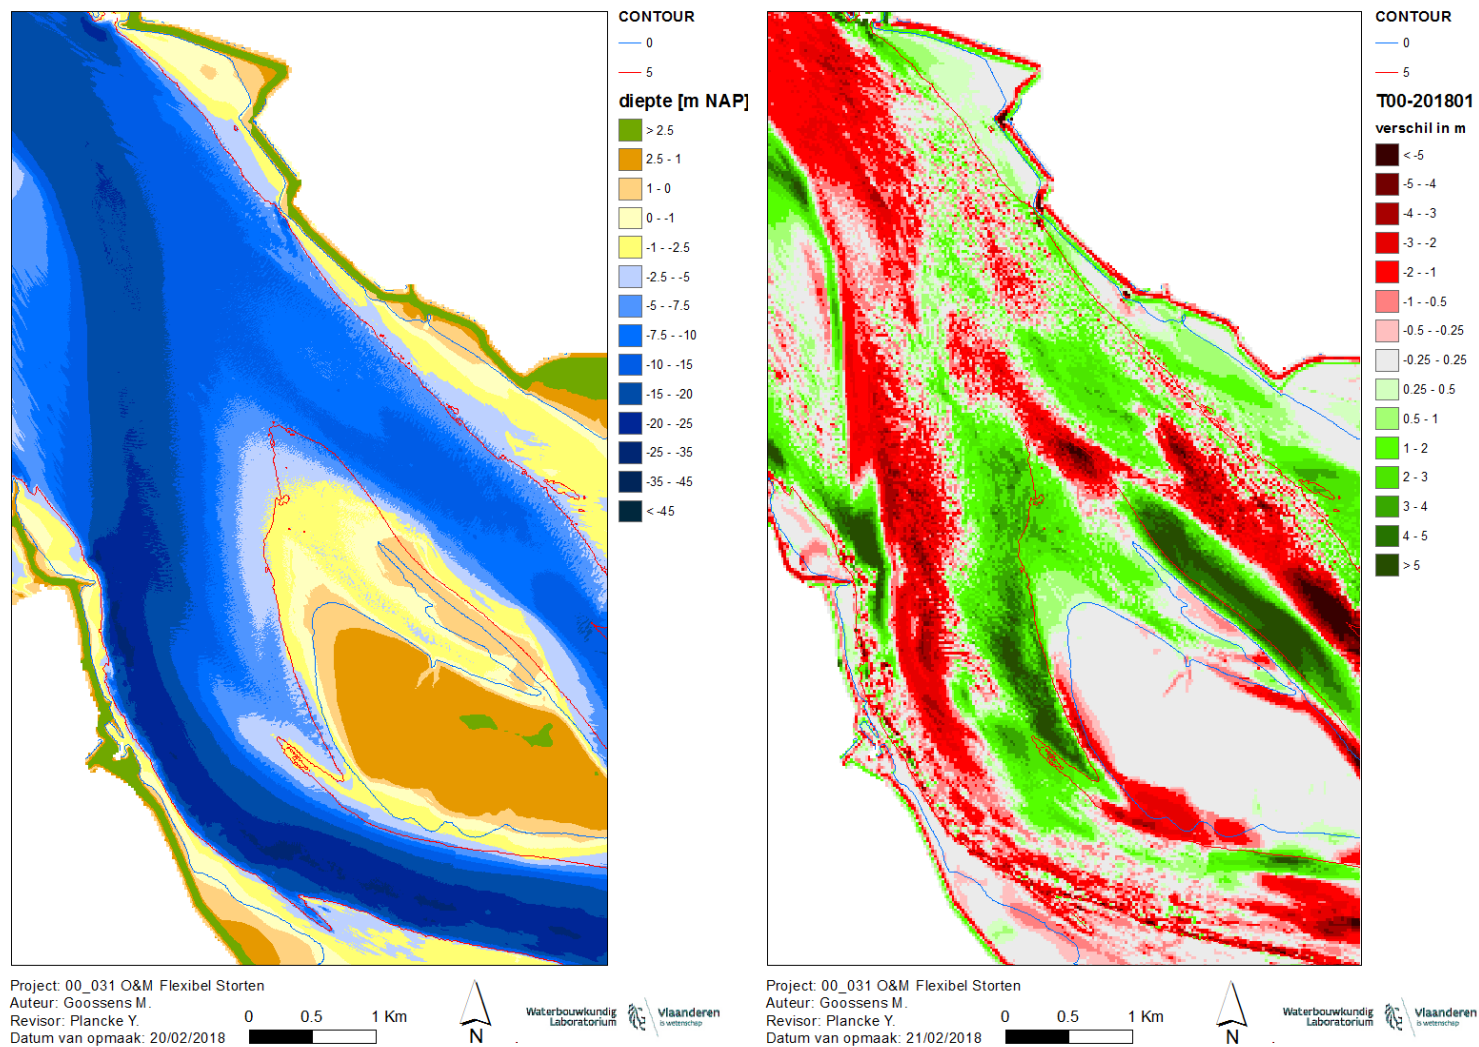 CONTOUR
0
5
diepte [m NAP]
> 2.5
2.5 - 1
1 - 0
0 - -1
-1 - -2.5
-2.5 - -5
-5 - -7.5
-7.5 - -10
-10 - -15
-15 - -20
-20 - -25
-25 - -35
-35 - -45
< -45
Project: 00_031 O&M Flexibel Storten
Auteur: Goossens M.
Revisor: Plancke Y.
Datum van opmaak: 20/02/2018
0 0.5 1 Km
N
Waterbouwkundig
Laboratorium
Vlaanderen
is wetenschap
CONTOUR
0
5
T00-201801
verschil in m
< -5
-5 - -4
-4 - -3
-3 - -2
-2 - -1
-1 - -0.5
-0.5 - -0.25
-0.25 - 0.25
0.25 - 0.5
0.5 - 1
1 - 2
2 - 3
3 - 4
4 - 5
> 5
Project: 00_031 O&M Flexibel Storten
Auteur: Goossens M.
Revisor: Plancke Y.
Datum van opmaak: 21/02/2018
0 0.5 1 Km
N
Waterbouwkundig
Laboratorium
Vlaanderen
is wetenschap